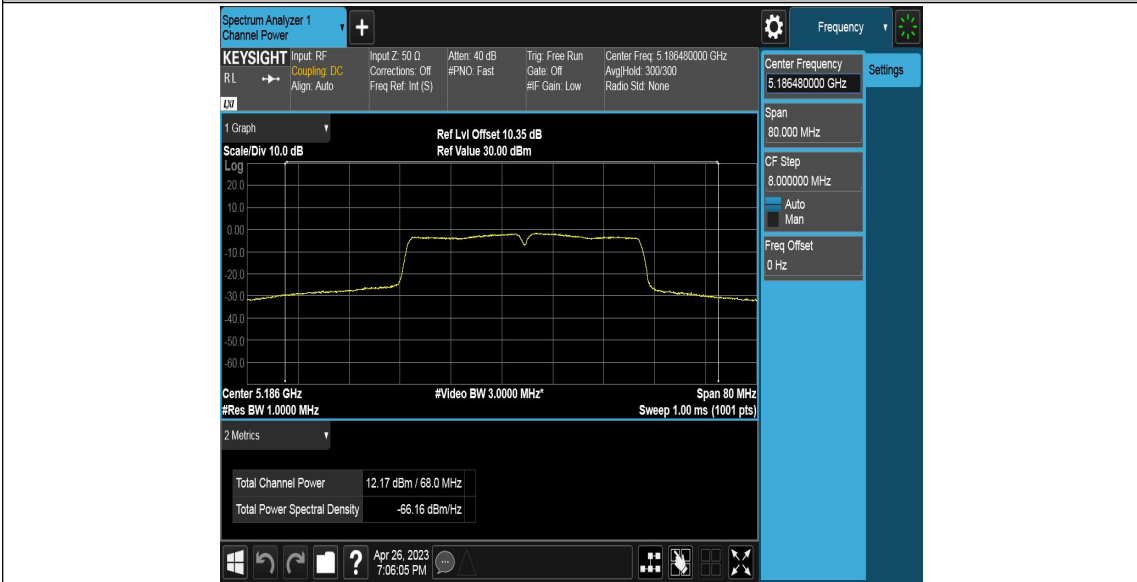 Spectrum Analyzer 1
Channel Power
+
Frequency
KEYSIGHT
R L
LXI
Input: RF
Coupling: DC
Align: Auto
Input Z: 50 Ω
Corrections: Off
Freq Ref: Int (S)
Atten: 40 dB
#PNO: Fast
Trig: Free Run
Gate: Off
#IF Gain: Low
Center Freq: 5.186480000 GHz
Avg|Hold: 300/300
Radio Std: None
Center Frequency
5.186480000 GHz
Settings
Span
80.000 MHz
CF Step
8.000000 MHz
Auto
Man
Freq Offset
0 Hz
1 Graph
Ref Lvl Offset 10.35 dB
Scale/Div 10.0 dB
Ref Value 30.00 dBm
Log
20.0
10.0
0.00
-10.0
-20.0
-30.0
-40.0
-50.0
-60.0
Center 5.186 GHz
#Video BW 3.0000 MHz*
Span 80 MHz
#Res BW 1.0000 MHz
Sweep 1.00 ms (1001 pts)
2 Metrics
Total Channel Power 12.17 dBm / 68.0 MHz
Total Power Spectral Density -66.16 dBm/Hz
?
Apr 26, 2023
7:06:05 PM